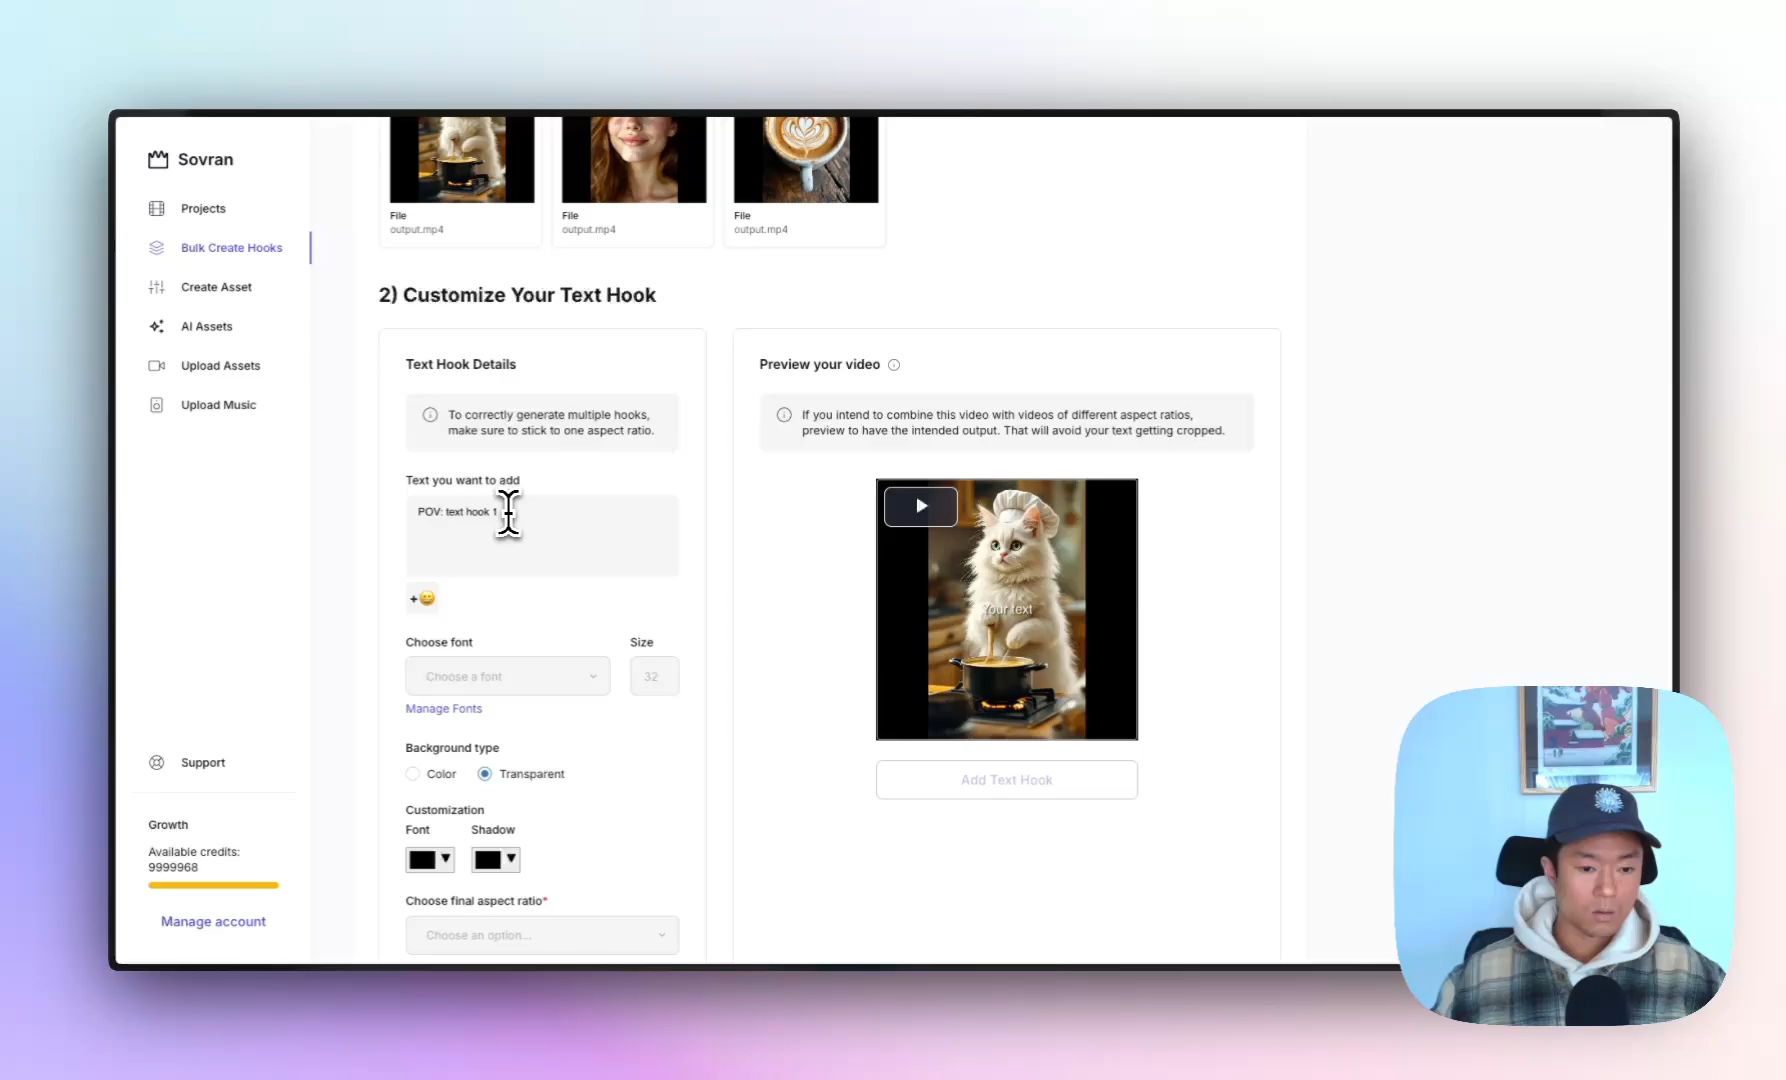 Sovran
Projects
Bulk Create Hooks
Create Asset
AI Assets
Upload Assets
Upload Music
Support
Growth
Available credits:
9999968
Manage account
File
output.mp4
File
output.mp4
File
output.mp4
2) Customize Your Text Hook
Text Hook Details
To correctly generate multiple hooks,
make sure to stick to one aspect ratio.
Text you want to add
POV: text hook 1
+😀
Choose font
Size
Choose a font
32
Manage Fonts
Background type
Color
Transparent
Customization
Font
Shadow
Choose final aspect ratio*
Choose an option...
Preview your video
If you intend to combine this video with videos of different aspect ratios,
preview to have the intended output. That will avoid your text getting cropped.
Your text
Add Text Hook